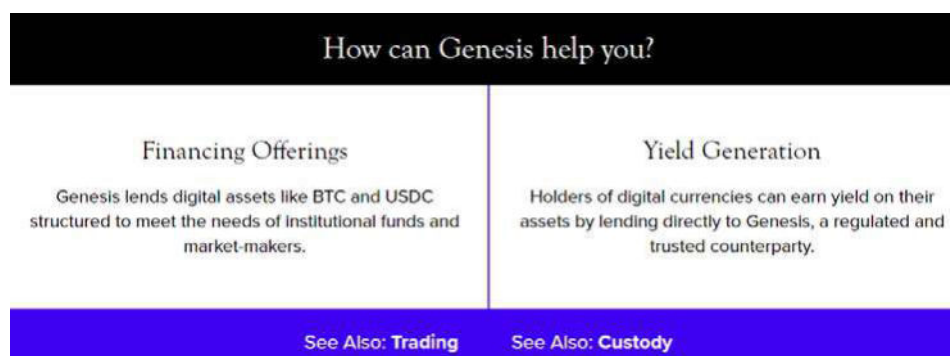 How can Genesis help you?
Financing Offerings
Genesis lends digital assets like BTC and USDC
structured to meet the needs of institutional funds and
market-makers.
Yield Generation
Holders of digital currencies can earn yield on their
assets by lending directly to Genesis, a regulated and
trusted counterparty.
See Also: Trading
See Also: Custody